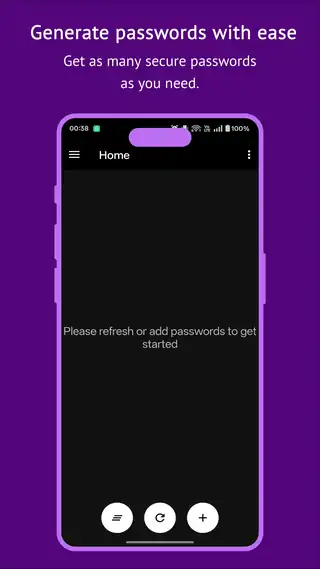 Generate passwords with ease
Get as many secure passwords
as you need.
00:38
100%
Home
Please refresh or add passwords to get
started